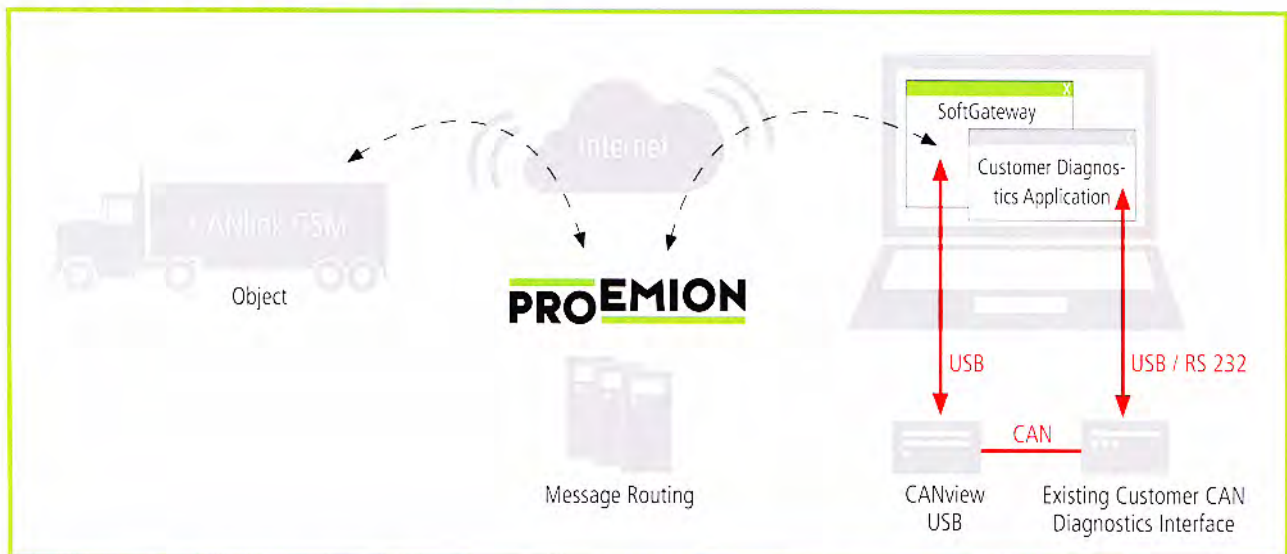 Internet
X
SoftGateway
Customer Diagnos-
tics Application
CANlink GSM
Object
PROEMION
USB
USB / RS 232
CAN
Message Routing
CANview
USB
Existing Customer CAN
Diagnostics Interface